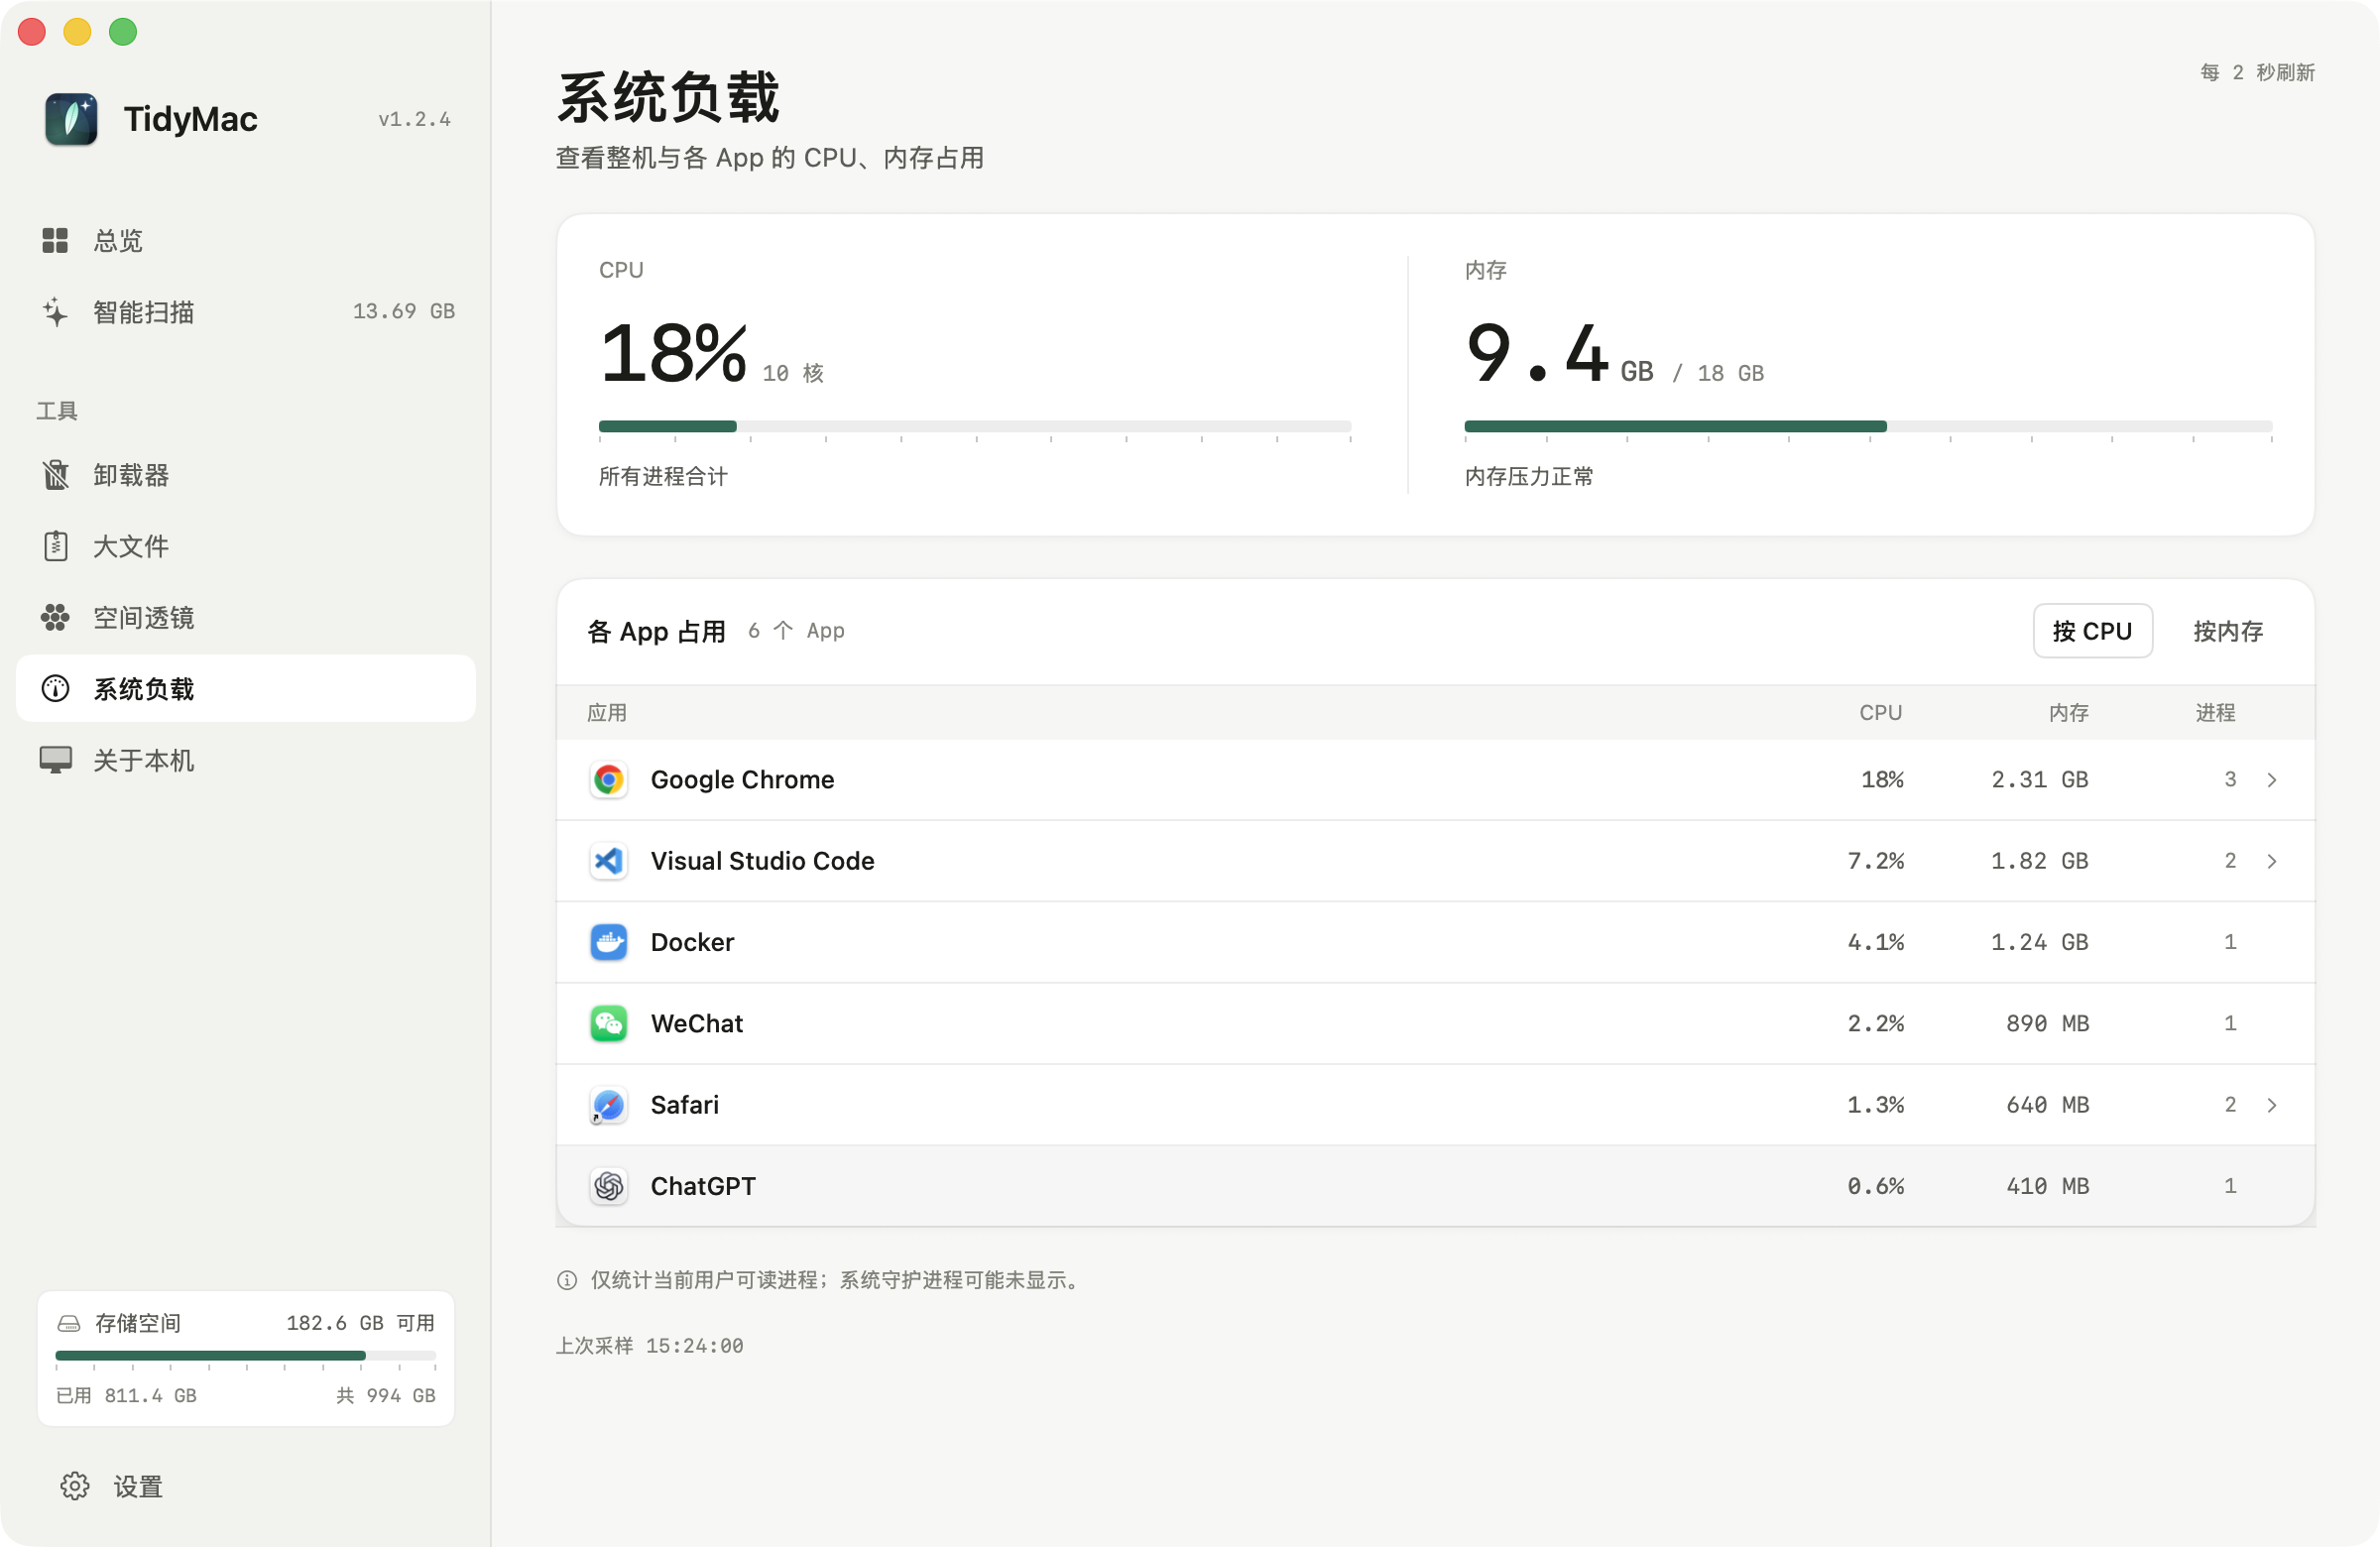 TidyMac v1.2.4
总览
智能扫描 13.69 GB
工具
卸载器
大文件
空间透镜
系统负载
关于本机
存储空间 182.6 GB 可用
已用 811.4 GB 共 994 GB
设置
系统负载
每 2 秒刷新
查看整机与各 App 的 CPU、内存占用
CPU
18% 10 核
所有进程合计
内存
9.4 GB / 18 GB
内存压力正常
各 App 占用 6 个 App 按 CPU 按内存
应用 CPU 内存 进程
Google Chrome 18% 2.31 GB 3
Visual Studio Code 7.2% 1.82 GB 2
Docker 4.1% 1.24 GB 1
WeChat 2.2% 890 MB 1
Safari 1.3% 640 MB 2
ChatGPT 0.6% 410 MB 1
仅统计当前用户可读进程；系统守护进程可能未显示。
上次采样 15:24:00